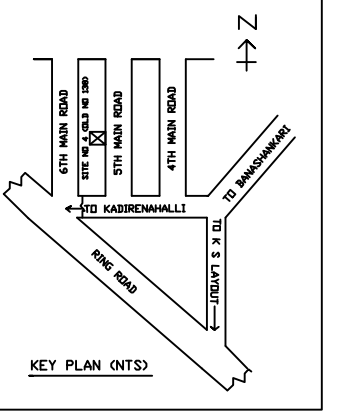 N
6TH MAIN ROAD
SITE NO 4 (OLD NO 138)
5TH MAIN ROAD
4TH MAIN ROAD
TO BANASHANKARI
TO KADIRENAHALLI
TO K S LAYOUT
RING ROAD
KEY PLAN (NTS)